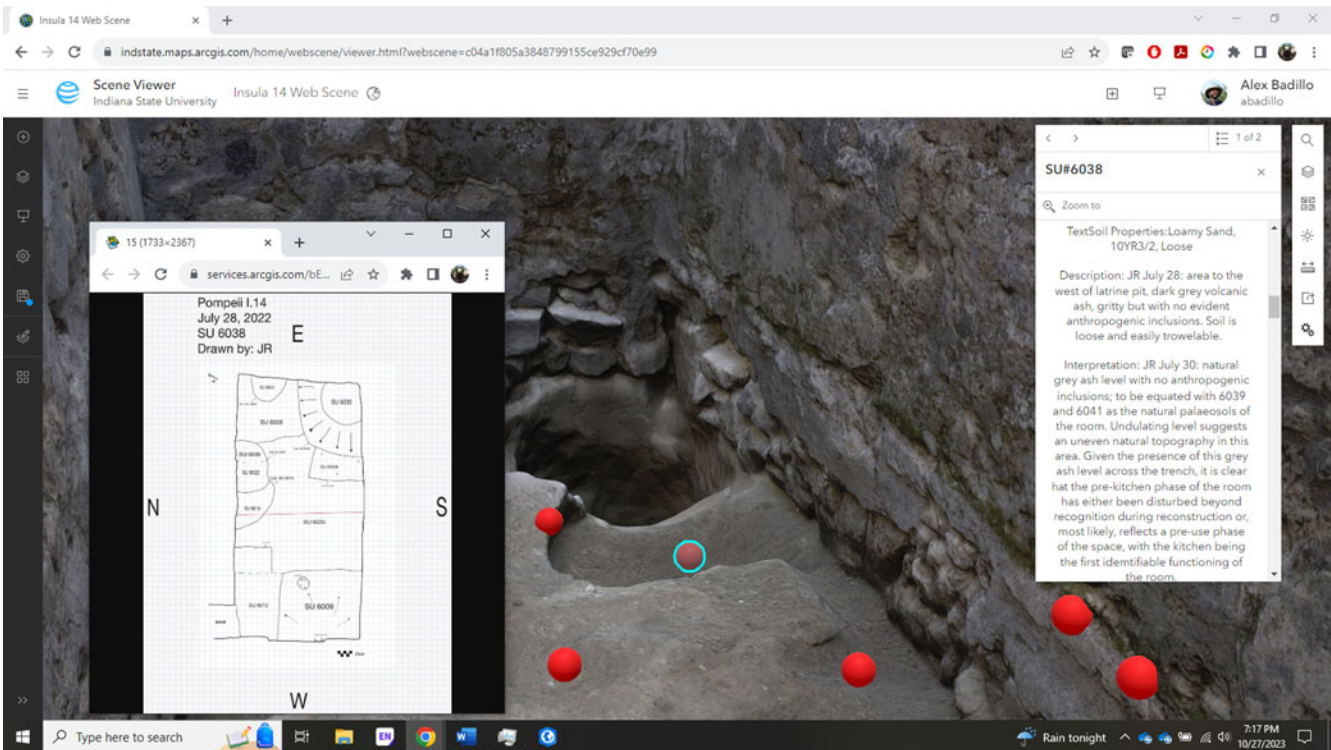 Insula 14 Web Scene
indstate.maps.arcgis.com/home/webscene/viewer.html?webscene=c04a1f805a3848799155ce929cf70e99
Scene Viewer
Indiana State University
Insula 14 Web Scene
Alex Badillo
abadillo
1 of 2
SU#6038
Zoom to
TextSoil Properties:Loamy Sand,
10YR3/2, Loose
Description: JR July 28: area to the
west of latrine pit, dark grey volcanic
ash, gritty but with no evident
anthropogenic inclusions. Soil is
loose and easily trowelable.
Interpretation: JR July 30: natural
grey ash level with no anthropogenic
inclusions; to be equated with 6039
and 6041 as the natural palaeosols of
the room. Undulating level suggests
an uneven natural topography in this
area. Given the presence of this grey
ash level across the trench, it is clear
hat the pre-kitchen phase of the room
has either been disturbed beyond
recognition during reconstruction or,
most likely, reflects a pre-use phase
of the space, with the kitchen being
the first idemtifiable functioning of
the room.
15 (1733×2367)
services.arcgis.com/bE...
Pompeii I.14
July 28, 2022
SU 6038
Drawn by: JR
E
N
S
W
SU 6009
Type here to search
EN
Rain tonight
7:17 PM
10/27/2023